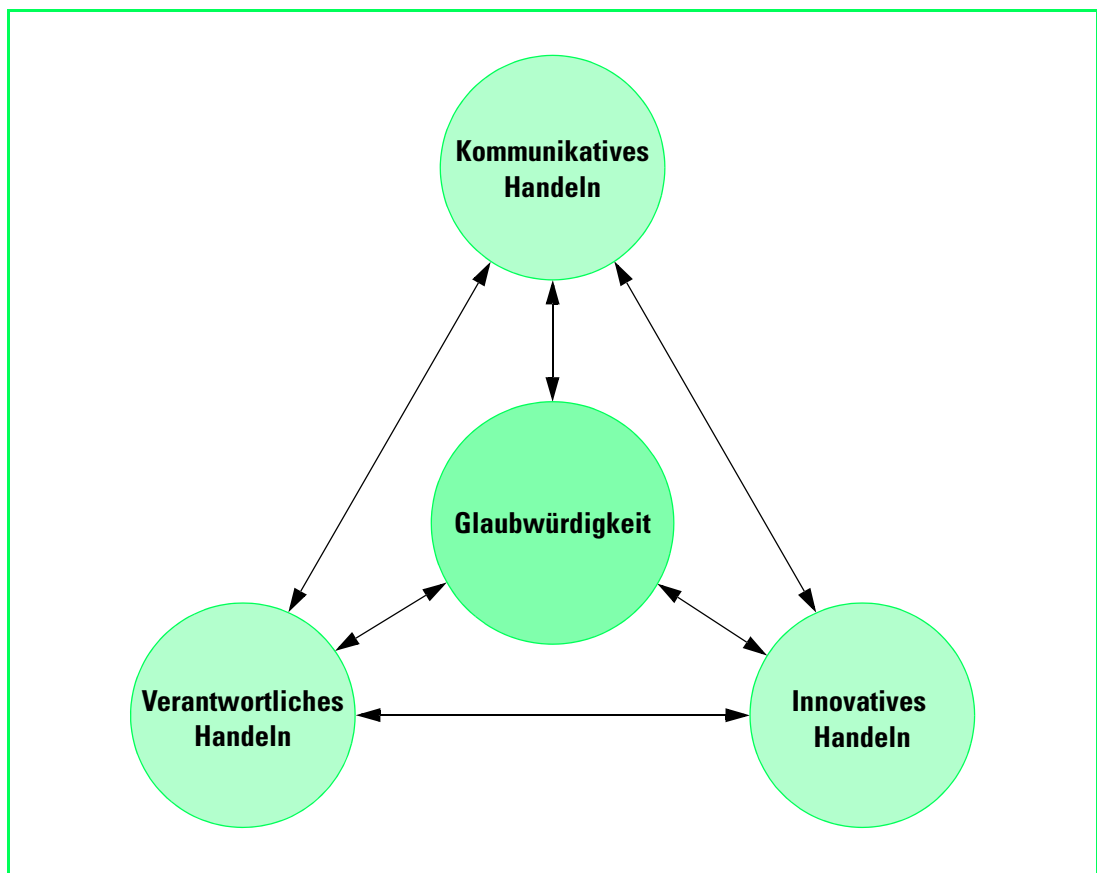 Kommunikatives
Handeln
Glaubwürdigkeit
Verantwortliches
Handeln
Innovatives
Handeln